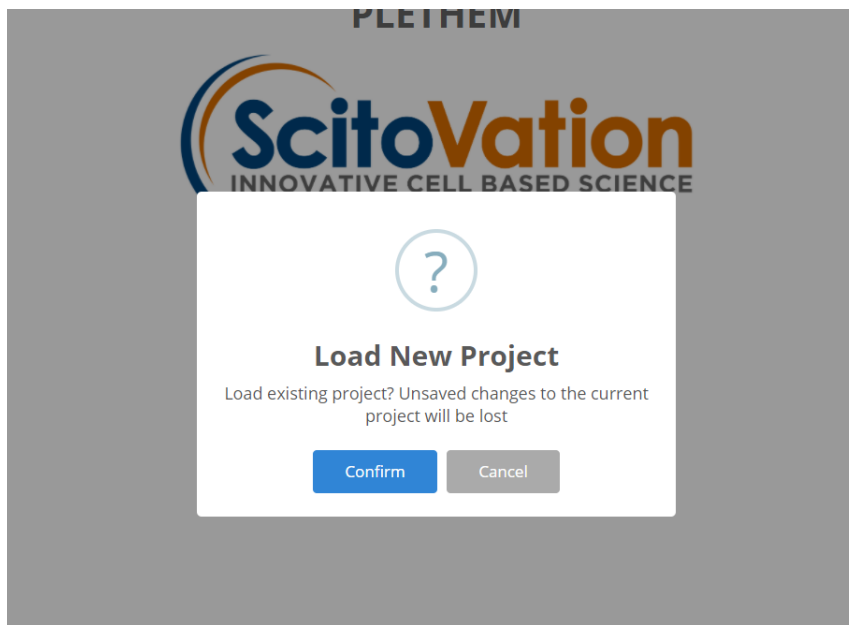 PLETHEM
ScitoVation
INNOVATIVE CELL BASED SCIENCE
?
Load New Project
Load existing project? Unsaved changes to the current
project will be lost
Confirm
Cancel